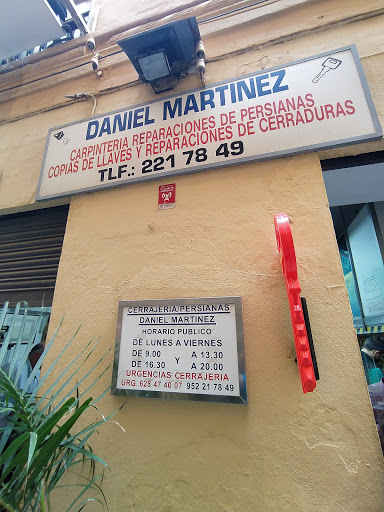 DANIEL MARTINEZ
CARPINTERIA REPARACIONES DE PERSIANAS
COPIAS DE LLAVES Y REPARACIONES DE CERRADURAS
TLF.: 221 78 49
CERRAJERIA/PERSIANAS
DANIEL MARTINEZ
HORARIO PUBLICO
DE LUNES A VIERNES
DE 9.00 A 13.30
Y
DE 16.30 A 20.00
URGENCIAS CERRAJERIA
URG. 628 47 40 07 952 21 78 49